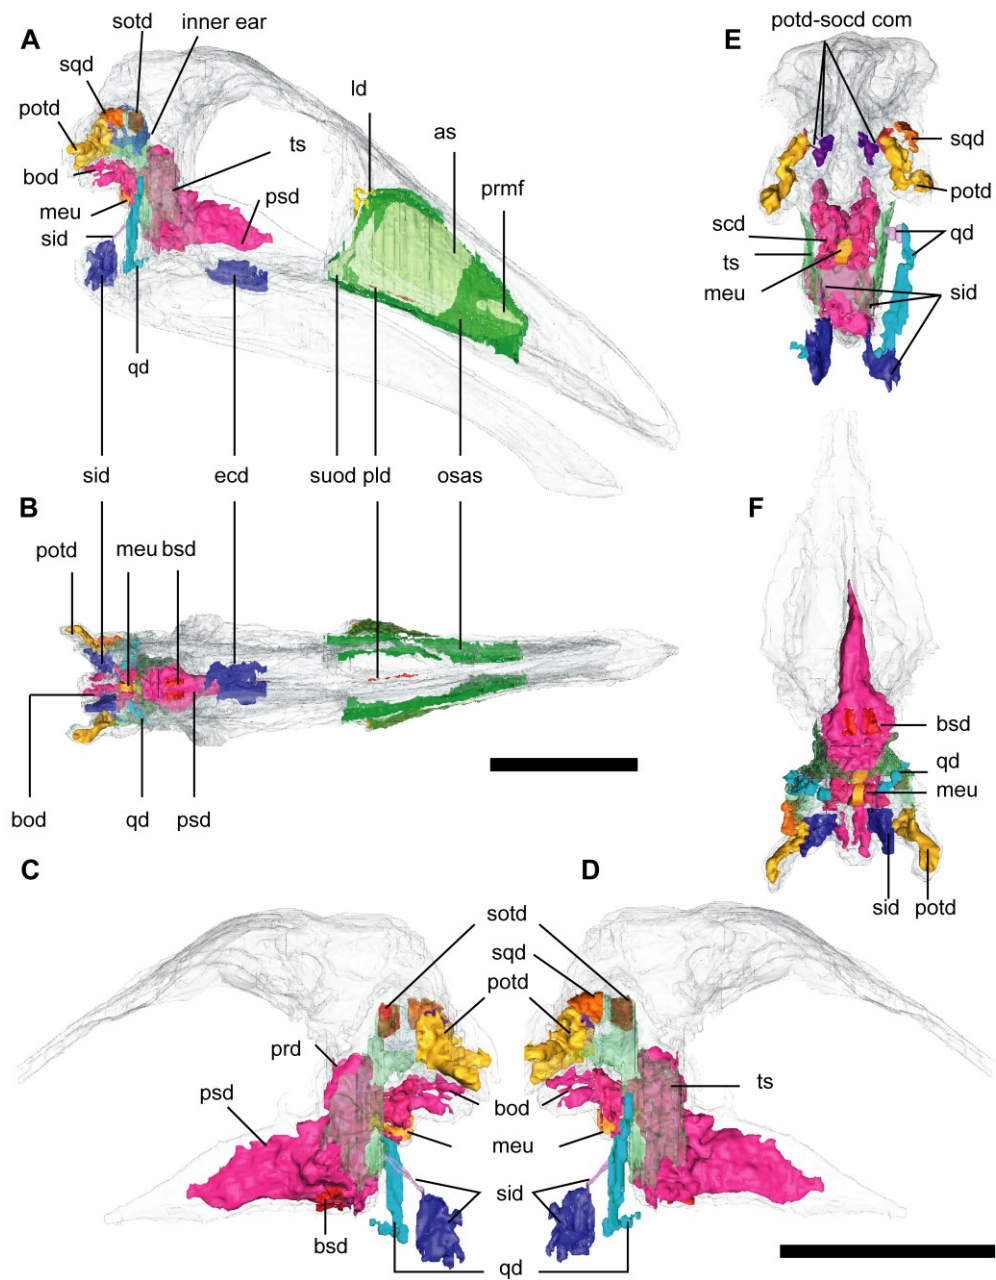 A
sotd
inner ear
sqd
potd
bod
meu
sid
ld
as
ts
prmf
psd
qd
sid
ecd
suod
pld
osas
E
potd-socd com
sqd
potd
scd
qd
ts
meu
sid
B
potd
meu
bsd
bod
qd
psd
F
bsd
qd
meu
sid
potd
C
D
sotd
sqd
potd
prd
ts
psd
bod
meu
sid
bsd
qd